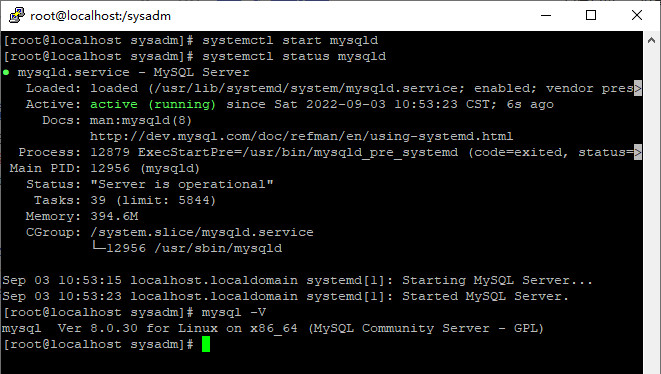 root@localhost:/sysadm
[root@localhost sysadm]# systemctl start mysqld
[root@localhost sysadm]# systemctl status mysqld
● mysqld.service - MySQL Server
   Loaded: loaded (/usr/lib/systemd/system/mysqld.service; enabled; vendor pres>
   Active: active (running) since Sat 2022-09-03 10:53:23 CST; 6s ago
     Docs: man:mysqld(8)
           http://dev.mysql.com/doc/refman/en/using-systemd.html
  Process: 12879 ExecStartPre=/usr/bin/mysqld_pre_systemd (code=exited, status=>
 Main PID: 12956 (mysqld)
   Status: "Server is operational"
    Tasks: 39 (limit: 5844)
   Memory: 394.6M
   CGroup: /system.slice/mysqld.service
           └─12956 /usr/sbin/mysqld

Sep 03 10:53:15 localhost.localdomain systemd[1]: Starting MySQL Server...
Sep 03 10:53:23 localhost.localdomain systemd[1]: Started MySQL Server.
[root@localhost sysadm]# mysql -V
mysql  Ver 8.0.30 for Linux on x86_64 (MySQL Community Server - GPL)
[root@localhost sysadm]#